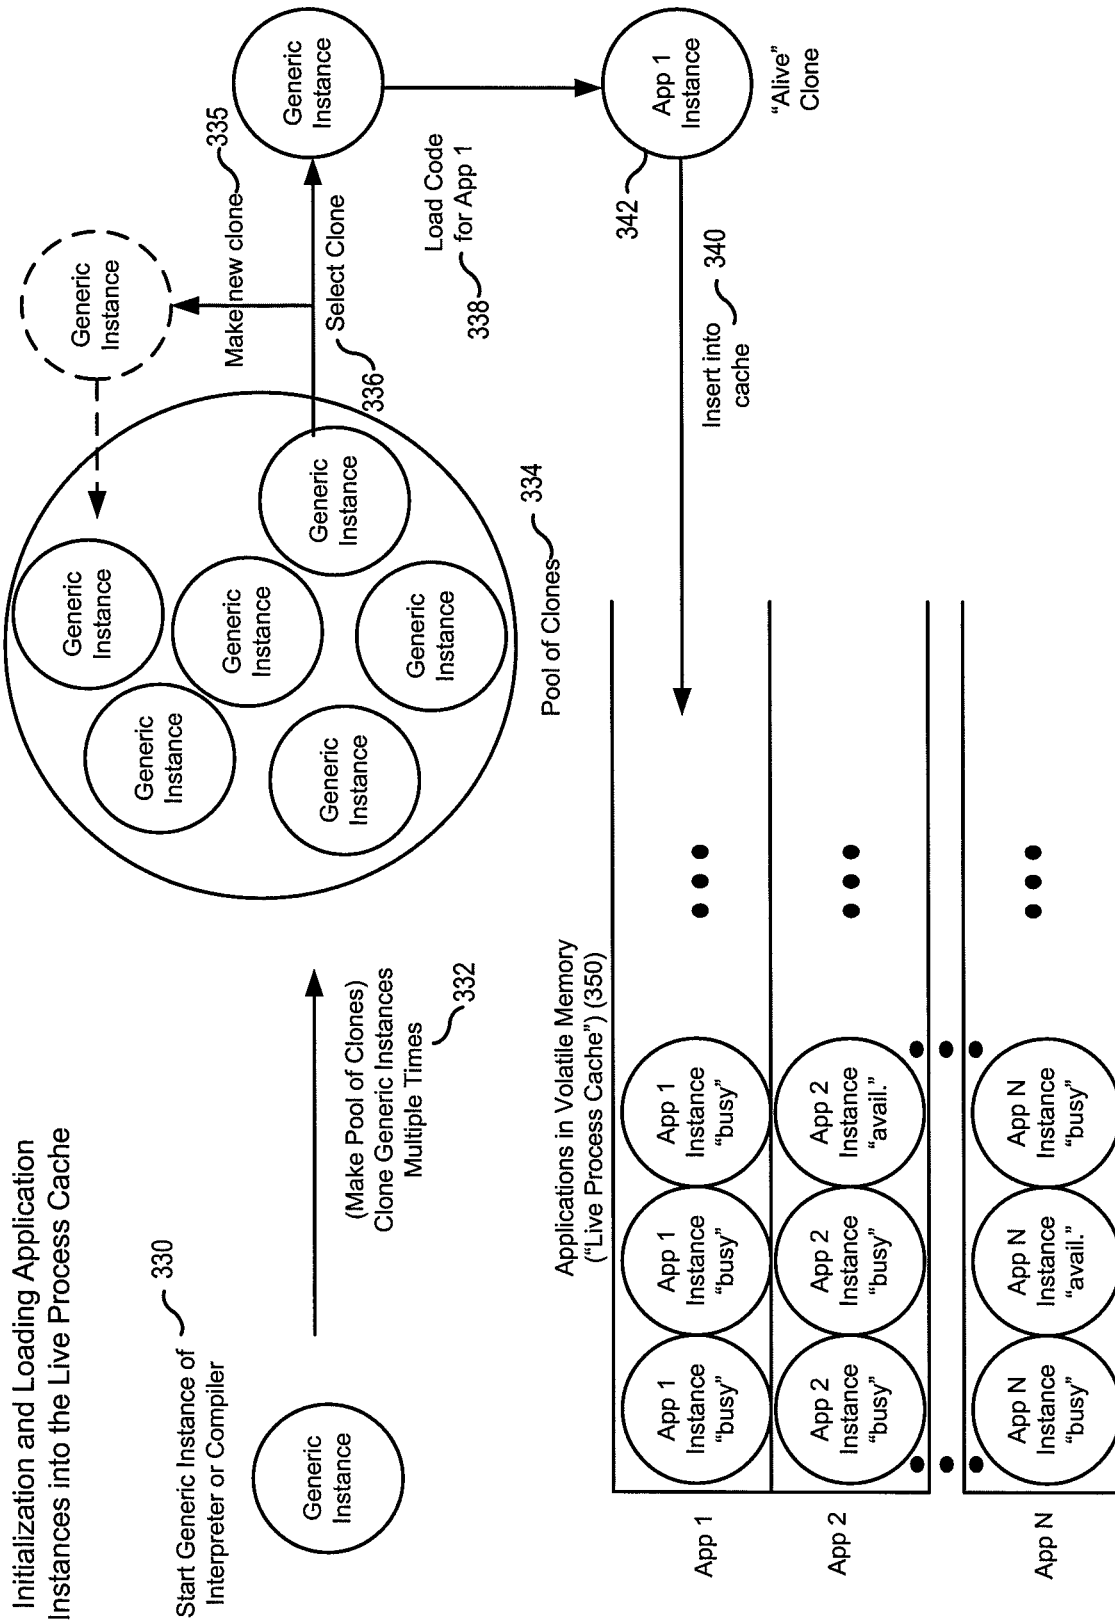 Initialization and Loading Application
Instances into the Live Process Cache
Start Generic Instance of
Interpreter or Compiler
330
Generic
Instance
(Make Pool of Clones)
Clone Generic Instances
Multiple Times
332
Generic
Instance
Generic
Instance
Generic
Instance
Generic
Instance
Generic
Instance
Generic
Instance
Pool of Clones
334
Generic
Instance
Make new clone
335
Select Clone
336
Generic
Instance
Load Code
for App 1
338
App 1
Instance
342
“Alive”
Clone
Insert into
cache
340
Applications in Volatile Memory
(“Live Process Cache”) (350)
App 1
App 1
Instance
“busy”
App 1
Instance
“busy”
App 1
Instance
“busy”
App 2
App 2
Instance
“busy”
App 2
Instance
“busy”
App 2
Instance
“avail.”
App N
App N
Instance
“busy”
App N
Instance
“avail.”
App N
Instance
“busy”